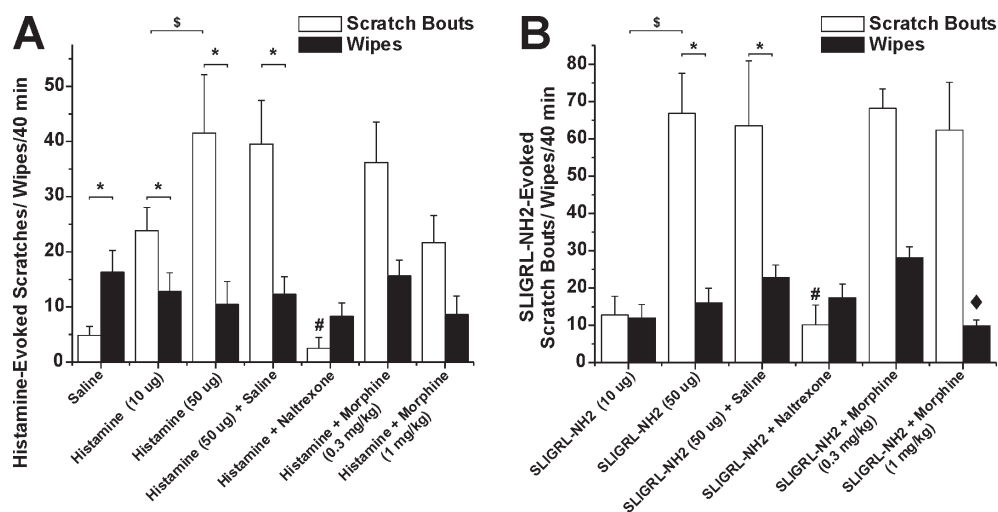 A
$
Scratch Bouts
Wipes
Histamine-Evoked Scratches/ Wipes/40 min
50
40
30
20
10
0
*
*
*
*
#
Saline
Histamine (10 ug)
Histamine (50 ug)
Histamine (50 ug) + Saline
Histamine + Naltrexone
Histamine + Morphine
(0.3 mg/kg)
Histamine + Morphine
(1 mg/kg)
B
$
Scratch Bouts
Wipes
SLIGRL-NH2-Evoked
Scratch Bouts/ Wipes/40 min
80
70
60
50
40
30
20
10
0
*
*
#
♦
SLIGRL-NH2 (10 ug)
SLIGRL-NH2 (50 ug)
SLIGRL-NH2 (50 ug) + Saline
SLIGRL-NH2 + Naltrexone
SLIGRL-NH2 + Morphine
(0.3 mg/kg)
SLIGRL-NH2 + Morphine
(1 mg/kg)